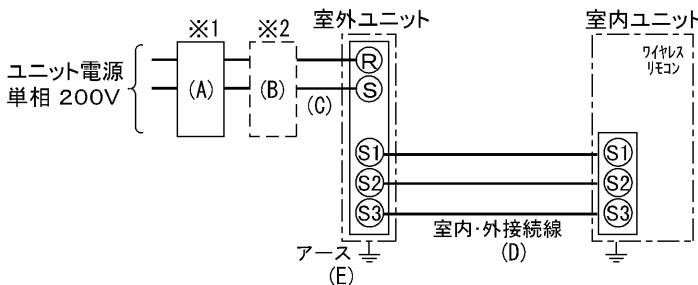 ※1
※2
室外ユニット
室内ユニット
ユニット電源
単相 200V
(A)
(B)
(C)
R
S
ワイヤレス
リモコン
S1
S2
S3
S1
S2
S3
室内・外接続線
(D)
アース
(E)